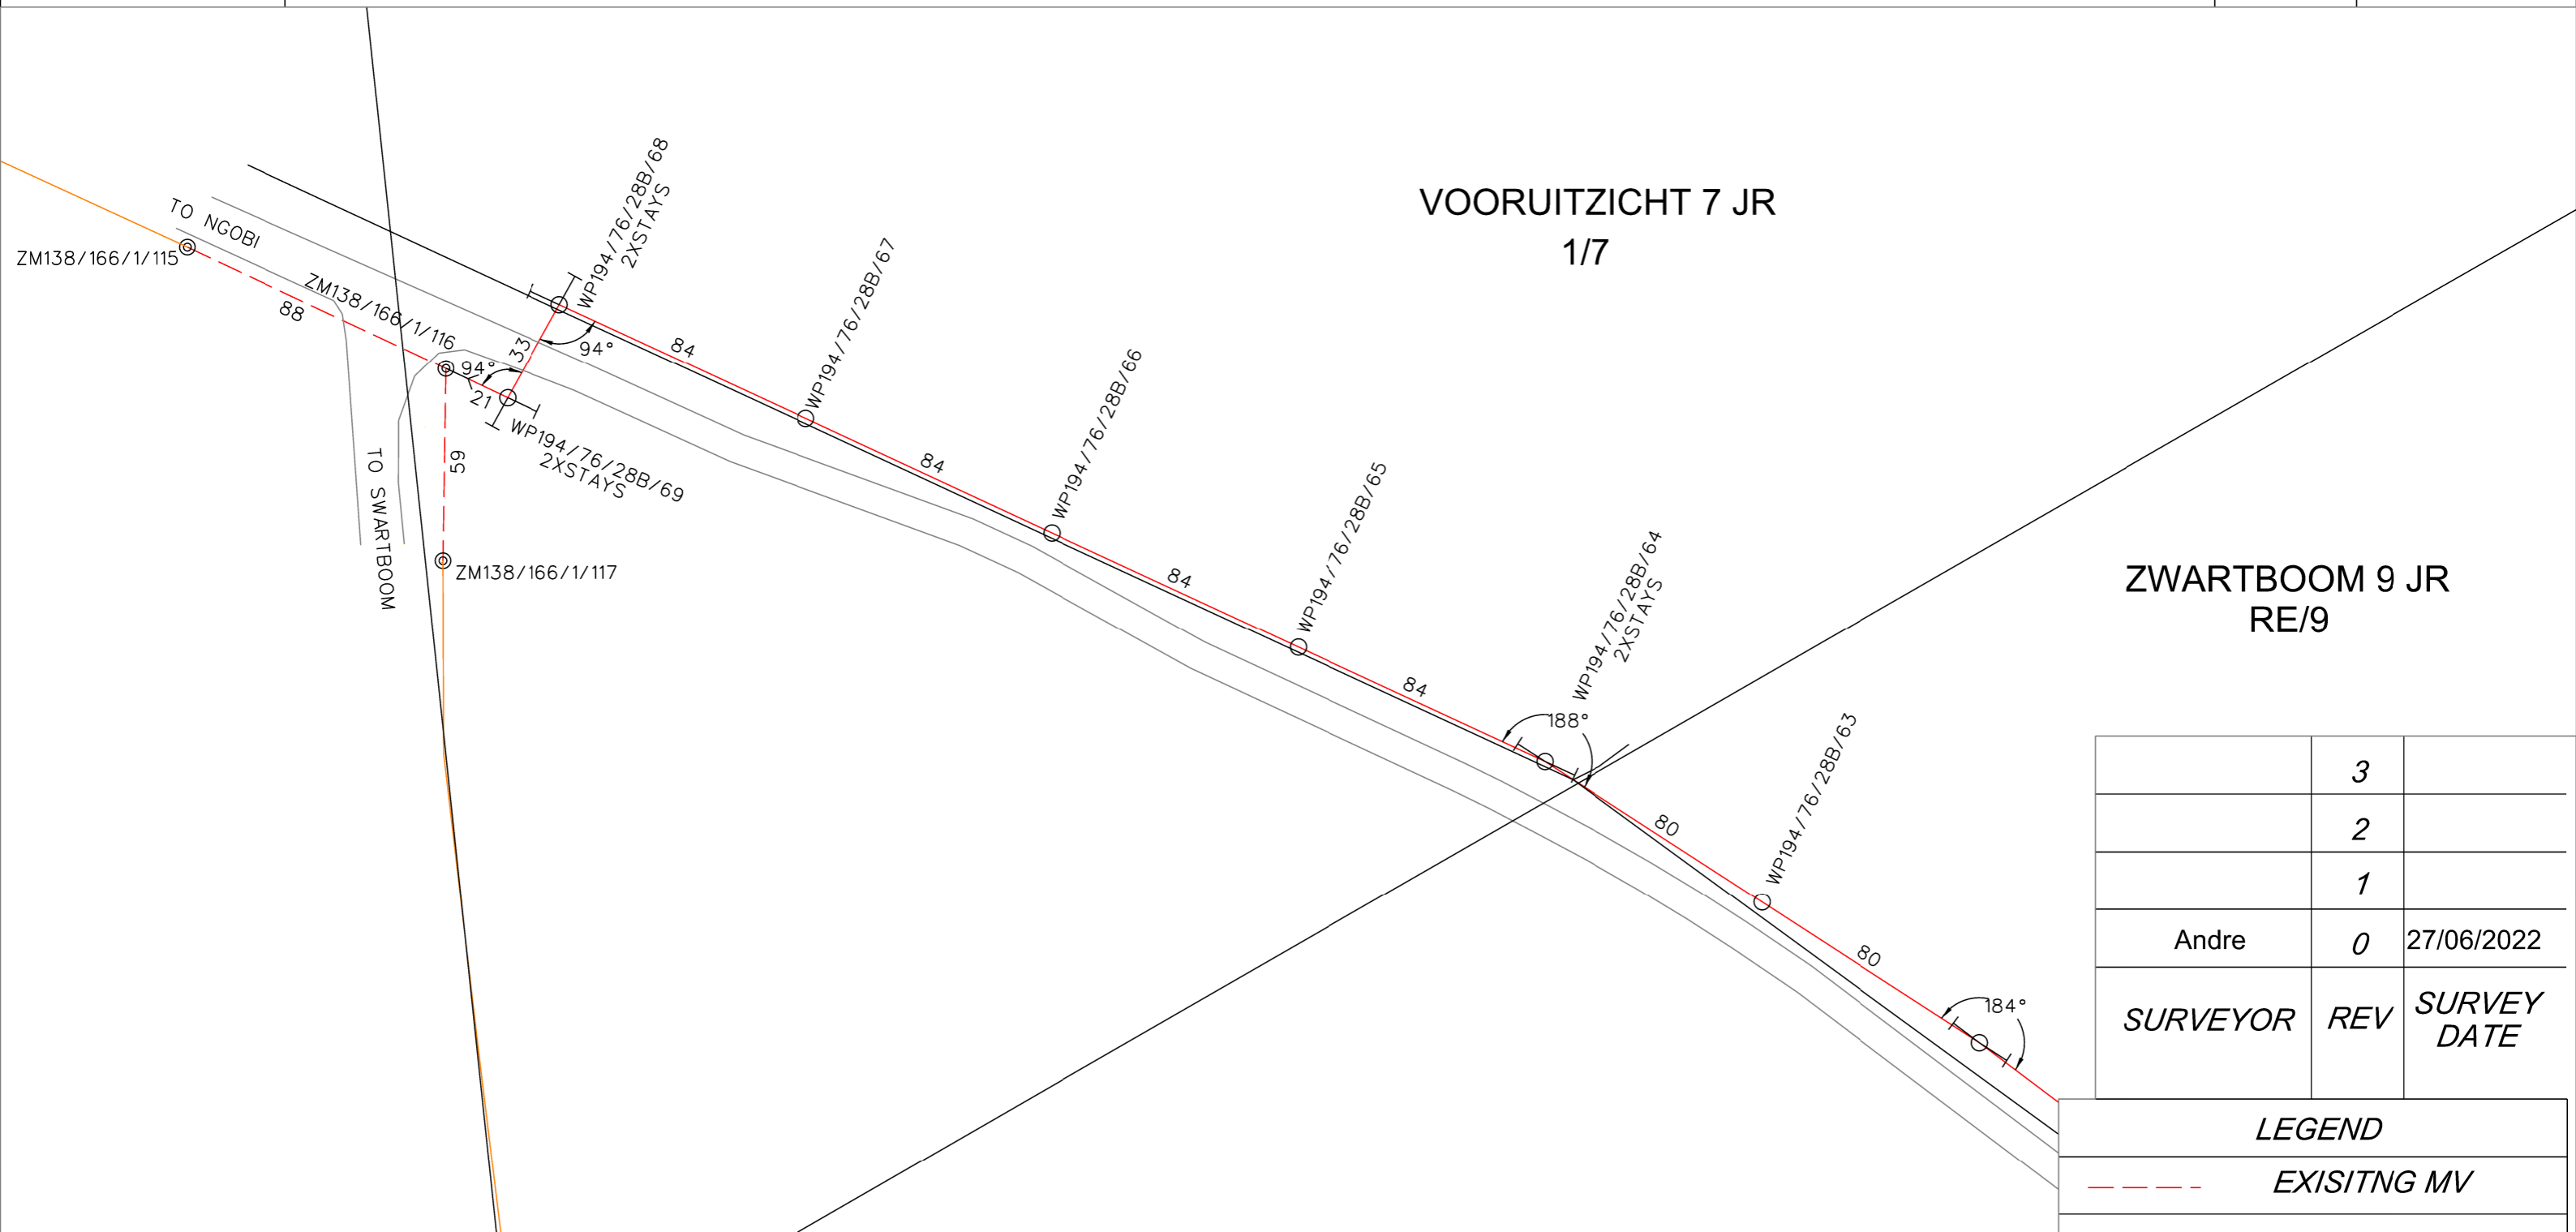 VOORUITZICHT 7 JR
1/7
ZWARTBOOM 9 JR
RE/9
TO NGOBI
ZM138/166/1/115
88
ZM138/166/1/116
94°
21
33
94°
WP194/76/28B/68
2XSTAYS
WP194/76/28B/69
2XSTAYS
59
TO SWARTBOOM
ZM138/166/1/117
84
WP194/76/28B/67
84
WP194/76/28B/66
84
WP194/76/28B/65
84
WP194/76/28B/64
2XSTAYS
188°
80
WP194/76/28B/63
80
184°
3
2
1
Andre 0 27/06/2022
SURVEYOR REV SURVEY DATE
LEGEND
EXISITNG MV